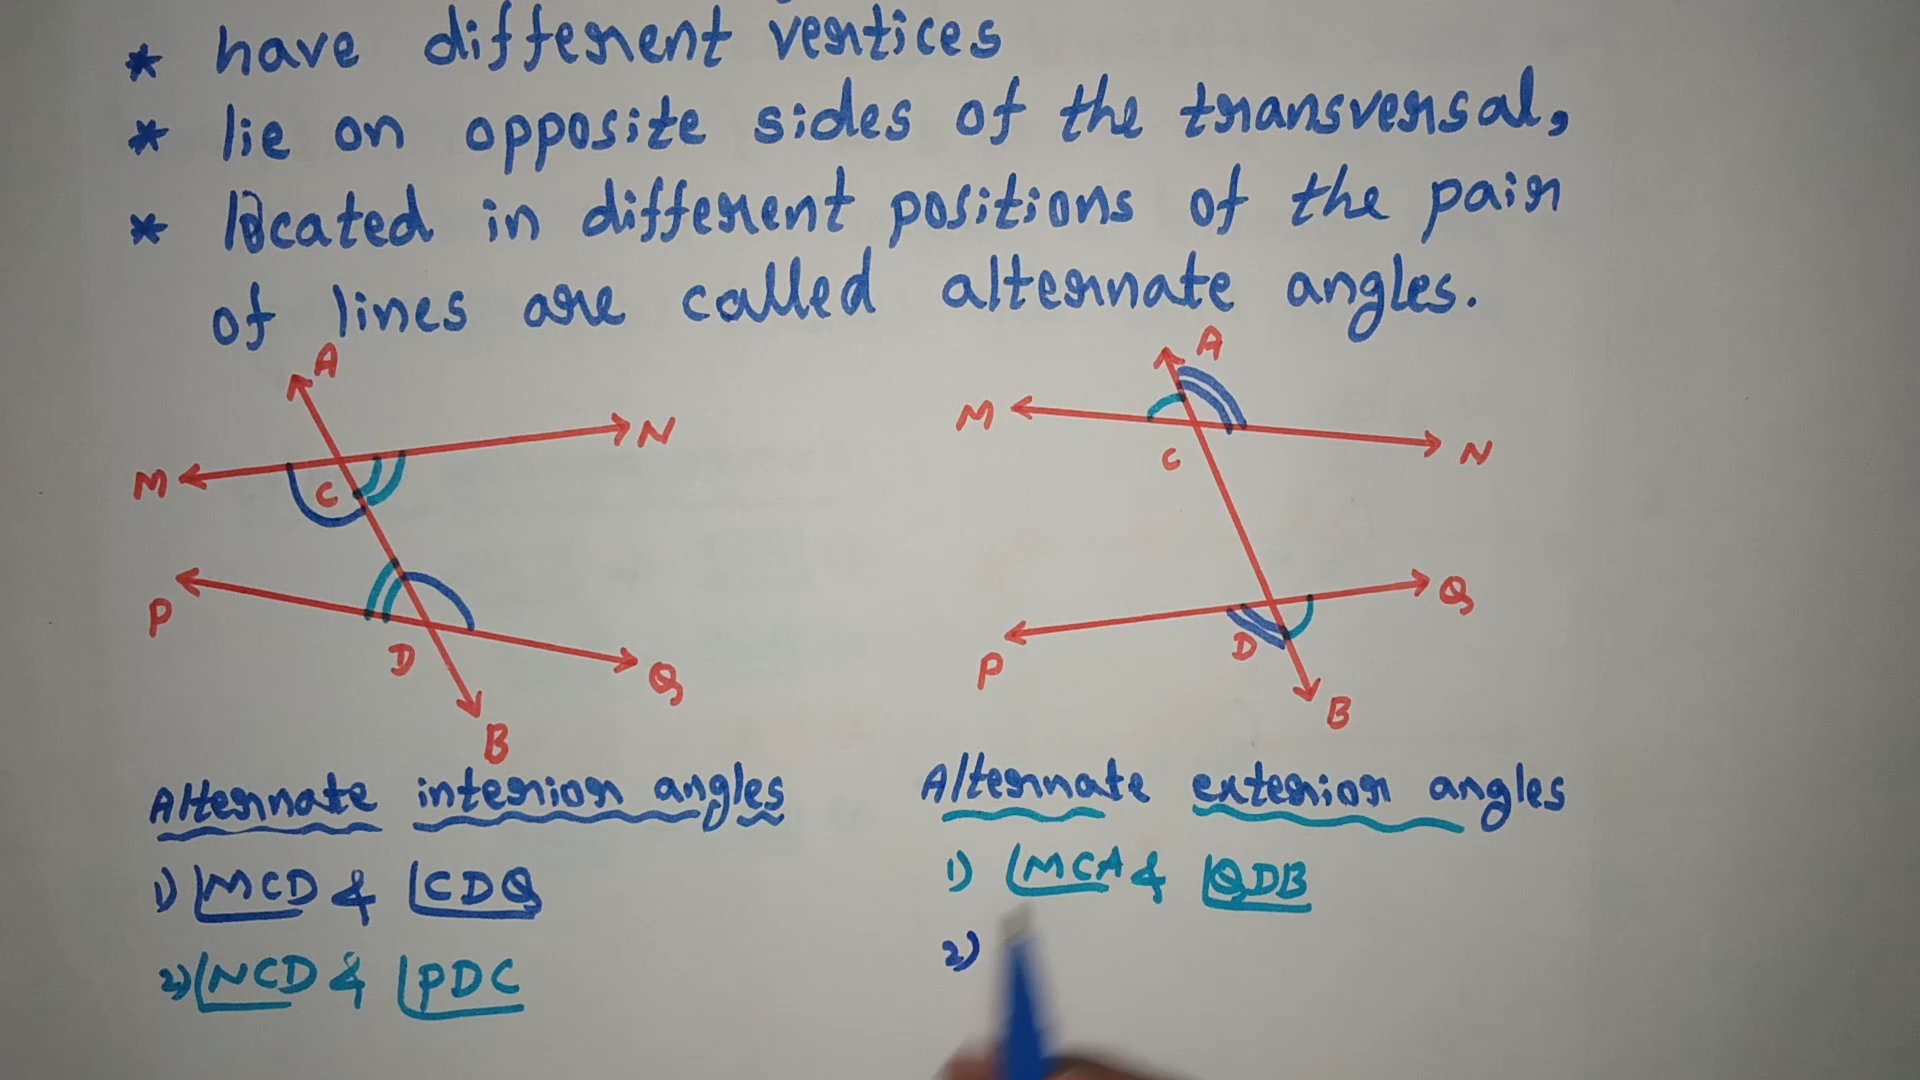 * have different vertices
* lie on opposite sides of the transversal,
* located in different positions of the pair
of lines are called alternate angles.
A
M
N
C
P
D
Q
B
A
M
N
C
Q
P
D
B
Alternate interior angles
1) ∠MCD & ∠CDQ
2) ∠NCD & ∠PDC
Alternate exterior angles
1) ∠MCA & ∠QDB
2)